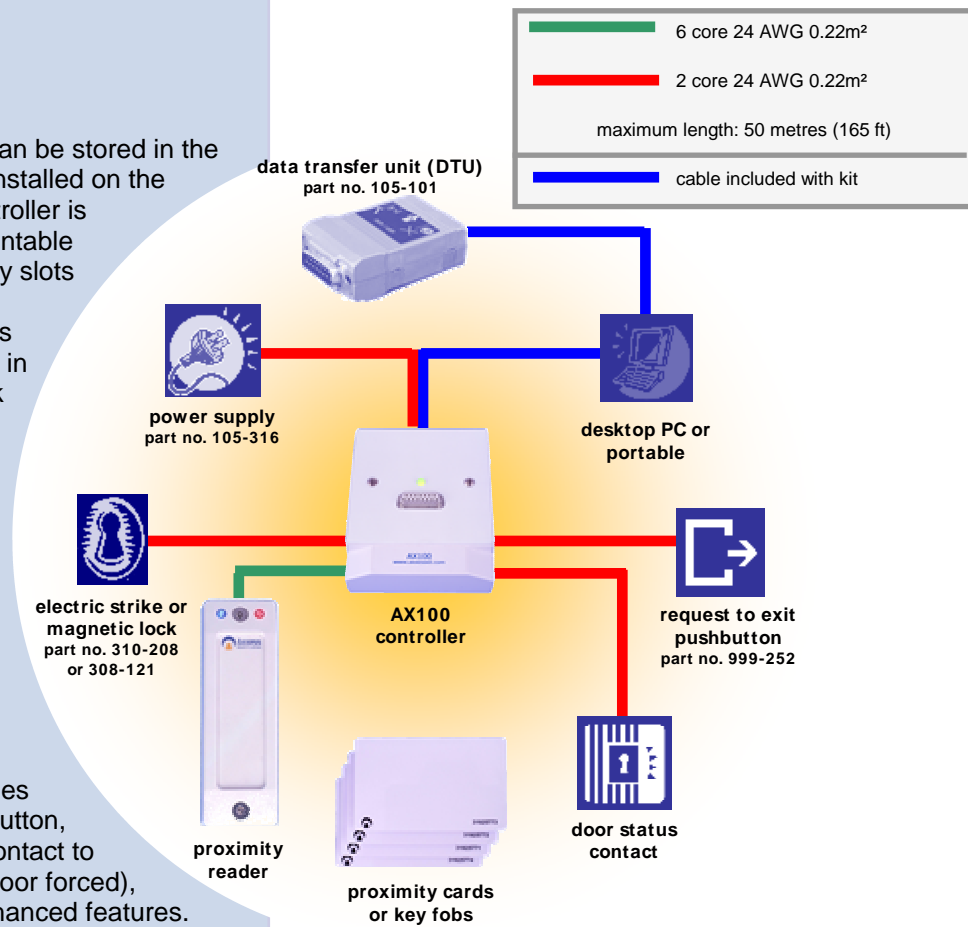 6 core 24 AWG 0.22m²
2 core 24 AWG 0.22m²
maximum length: 50 metres (165 ft)
cable included with kit
an be stored in the
nstalled on the
troller is
ntable
y slots
s
in
k
data transfer unit (DTU)
part no. 105-101
power supply
part no. 105-316
desktop PC or
portable
electric strike or
magnetic lock
part no. 310-208
or 308-121
AX100
AX100
controller
request to exit
pushbutton
part no. 999-252
proximity
reader
proximity cards
or key fobs
door status
contact
es
utton,
ontact to
oor forced),
hanced features.